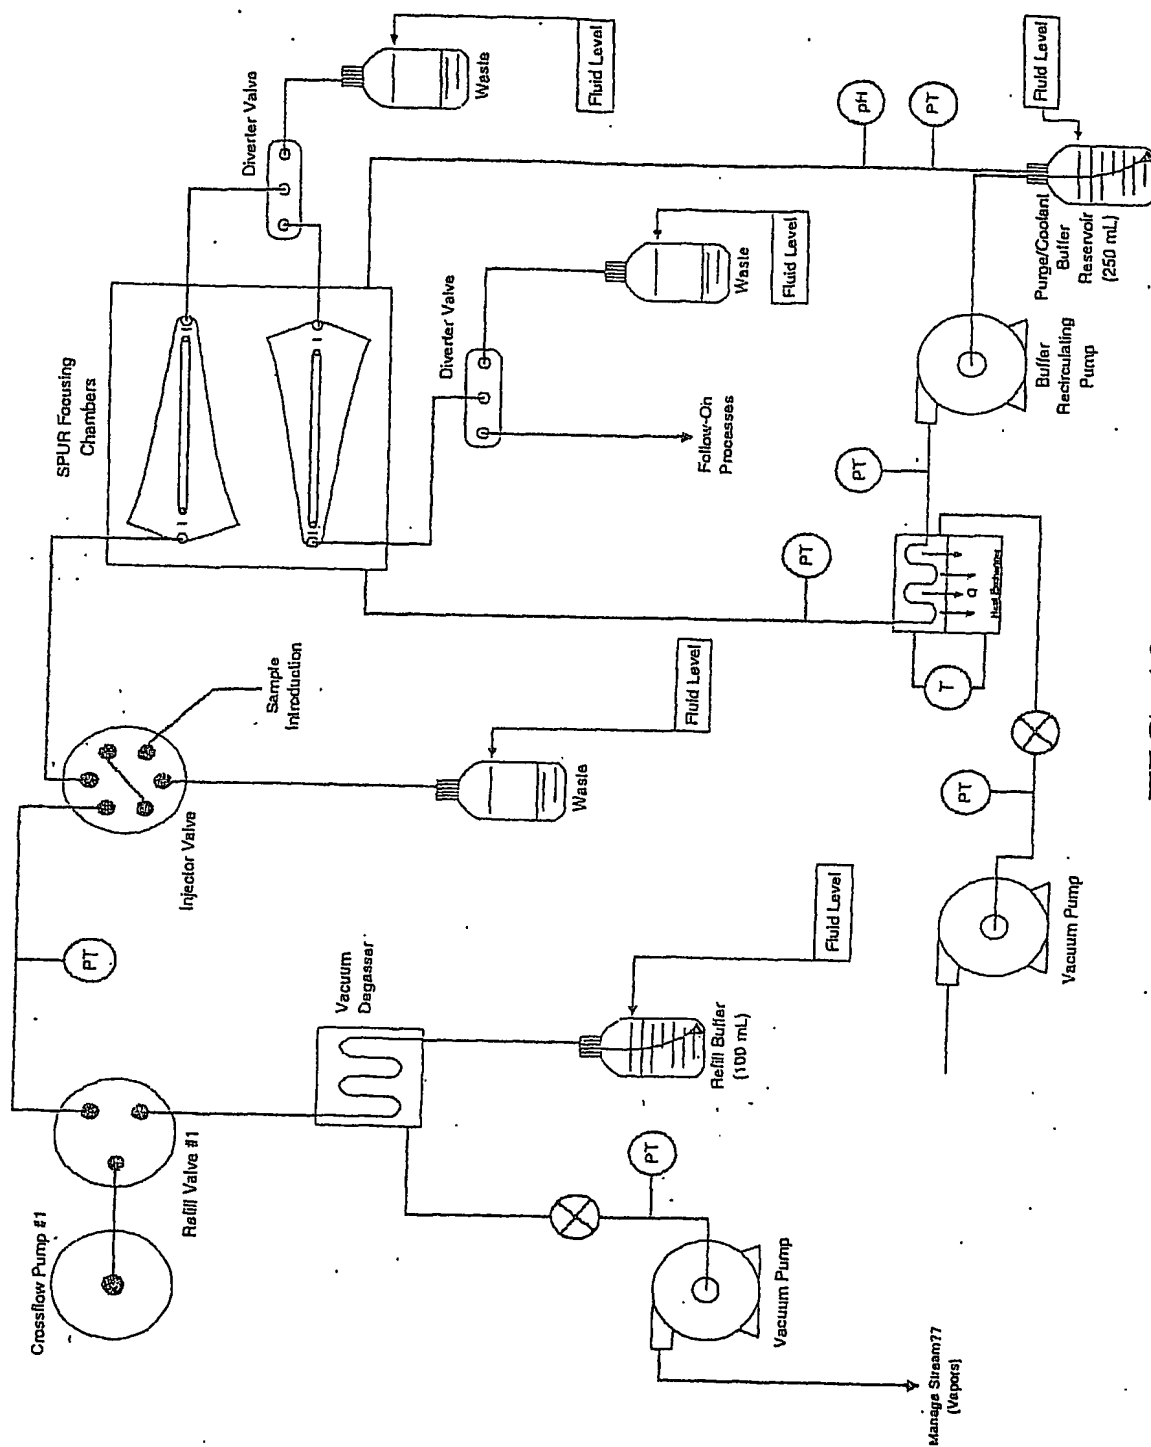 Crossflow Pump #1
Refill Valve #1
Injector Valve
SPUR Focusing
Chambers
Diverter Valve
PT
Sample
Introduction
Vacuum
Degasser
Diverter Valve
Waste
Fluid Level
Waste
Fluid Level
Follow-On
Processes
Waste
Fluid Level
Refill Buffer
(100 mL)
Fluid Level
PT
Vacuum Pump
Manage Stream??
(Vapors)
PT
PT
pH
PT
T
Q
Heat Exchanger
PT
Vacuum Pump
Buffer
Recirculating
Pump
Purge/Coolant
Buffer
Reservoir
(250 mL)
Fluid Level